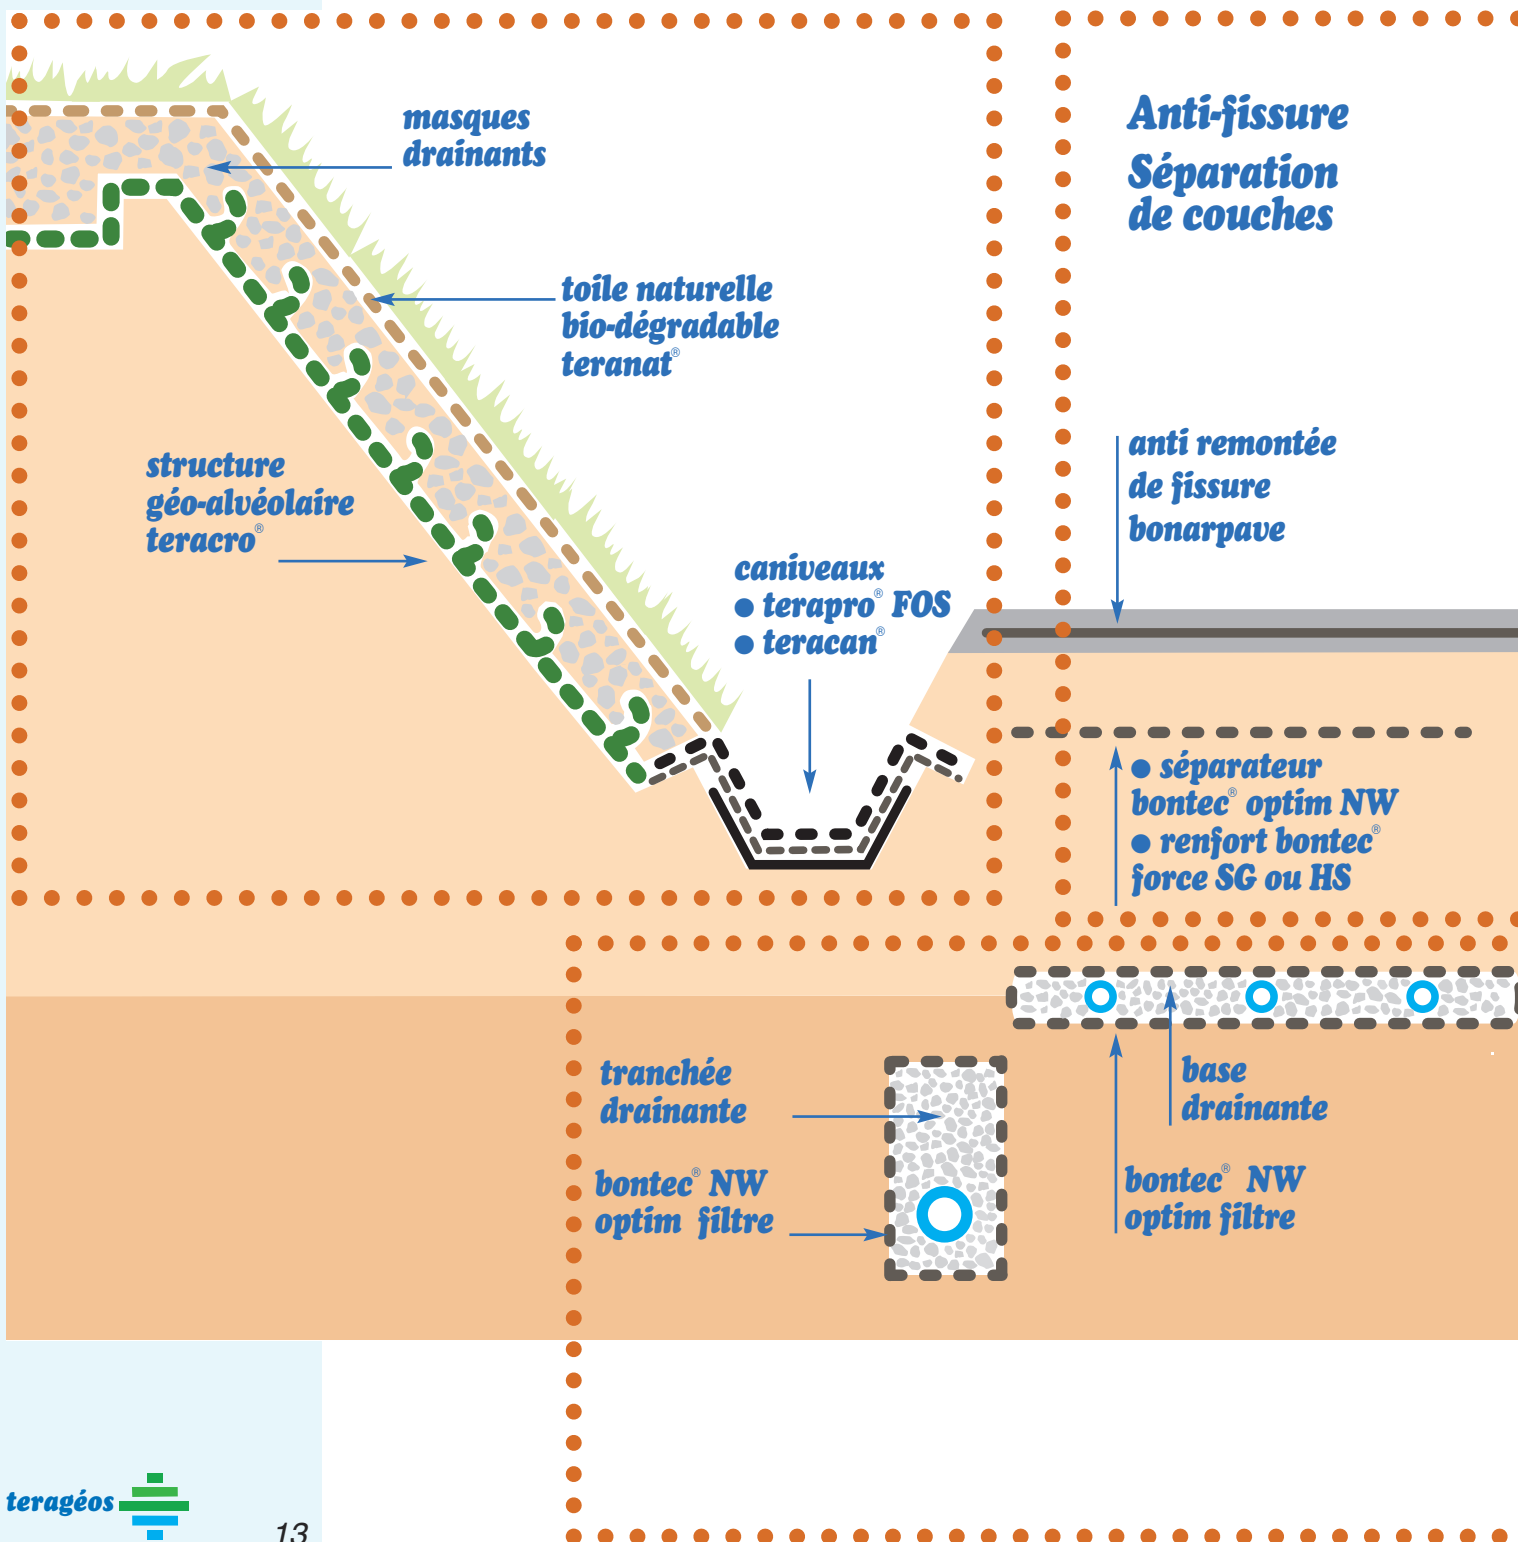 masques
drainants
toile naturelle
bio-dégradable
teranat®
structure
géo-alvéolaire
teracro®
caniveaux
● terapro® FOS
● teracan®
Anti-fissure
Séparation
de couches
anti remontée
de fissure
bonarpave
● séparateur
bontec® optim NW
● renfort bontec®
force SG ou HS
tranchée
drainante
bontec® NW
optim filtre
base
drainante
bontec® NW
optim filtre
teragéos
13